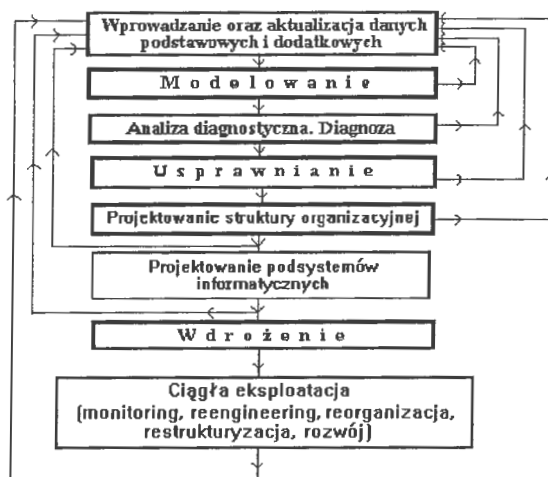 Wprowadzanie oraz aktualizacja danych
podstawowych i dodatkowych
Modelowanie
Analiza diagnostyczna. Diagnoza
Usprawnianie
Projektowanie struktury organizacyjnej
Projektowanie podsystemów
informatycznych
Wdrożenie
Ciągła eksploatacja
(monitoring, reengineering, reorganizacja,
restrukturyzacja, rozwój)